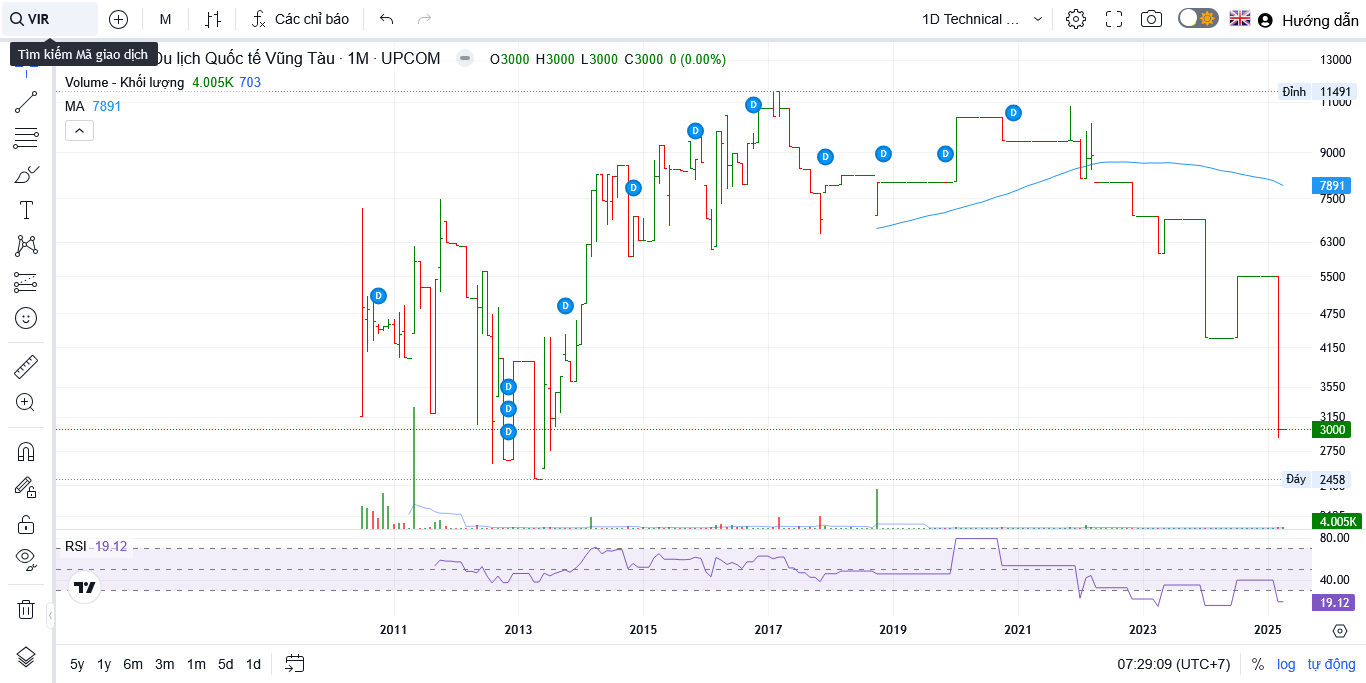 VIR
M
Các chỉ báo
1D Technical ...
Hướng dẫn
Tìm kiếm Mã giao dịch
Du lịch Quốc tế Vũng Tàu · 1M · UPCOM
O3000 H3000 L3000 C3000 0 (0.00%)
Volume - Khối lượng 4.005K 703
MA 7891
13000
Đỉnh 11491
11000
9000
7891
7500
6300
5500
4750
4150
3550
3150
3000
2750
Đáy 2458
4.005K
D
D
D
D
D
D
D
D
D
D
D
D
RSI 19.12
80.00
40.00
19.12
2011 2013 2015 2017 2019 2021 2023 2025
5y 1y 6m 3m 1m 5d 1d
07:29:09 (UTC+7)
% log tự động